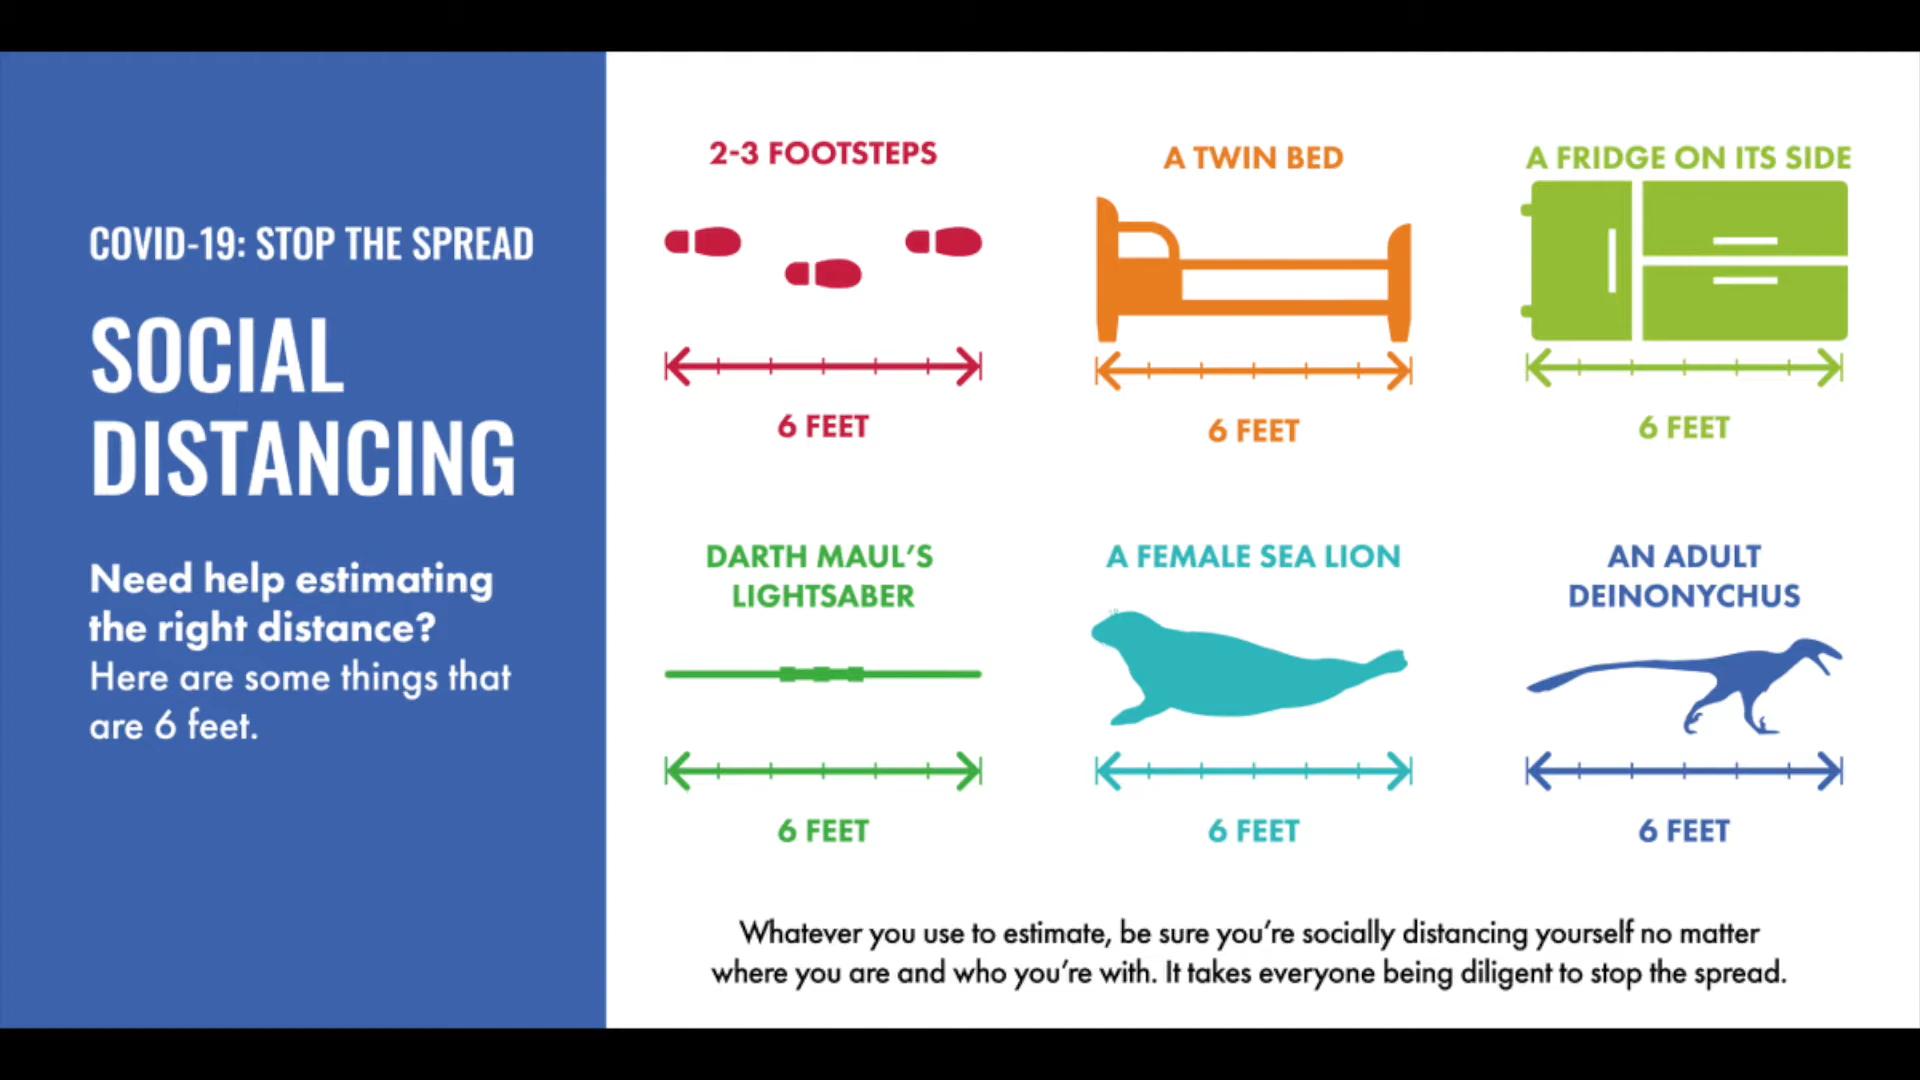 COVID-19: STOP THE SPREAD
SOCIAL
DISTANCING
Need help estimating
the right distance?
Here are some things that
are 6 feet.
2-3 FOOTSTEPS
6 FEET
A TWIN BED
6 FEET
A FRIDGE ON ITS SIDE
6 FEET
DARTH MAUL'S
LIGHTSABER
6 FEET
A FEMALE SEA LION
6 FEET
AN ADULT
DEINONYCHUS
6 FEET
Whatever you use to estimate, be sure you're socially distancing yourself no matter
where you are and who you're with. It takes everyone being diligent to stop the spread.